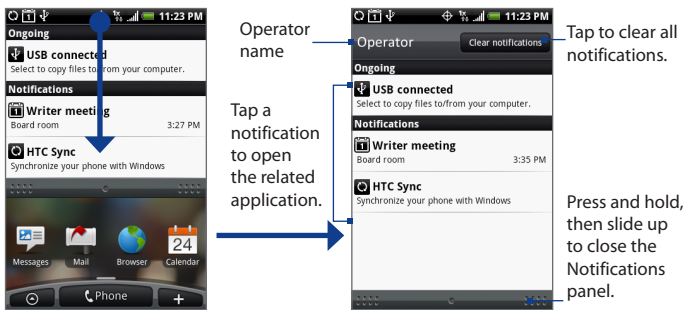 11:23 PM
Ongoing
USB connected
Select to copy files to/from your computer.
Notifications
Writer meeting
Board room 3:27 PM
HTC Sync
Synchronize your phone with Windows
Messages Mail Browser 24 Calendar
Phone
Operator
name
Tap a
notification
to open
the related
application.
11:23 PM
Operator Clear notifications
Ongoing
USB connected
Select to copy files to/from your computer.
Notifications
Writer meeting
Board room 3:35 PM
HTC Sync
Synchronize your phone with Windows
Tap to clear all
notifications.
Press and hold,
then slide up
to close the
Notifications
panel.